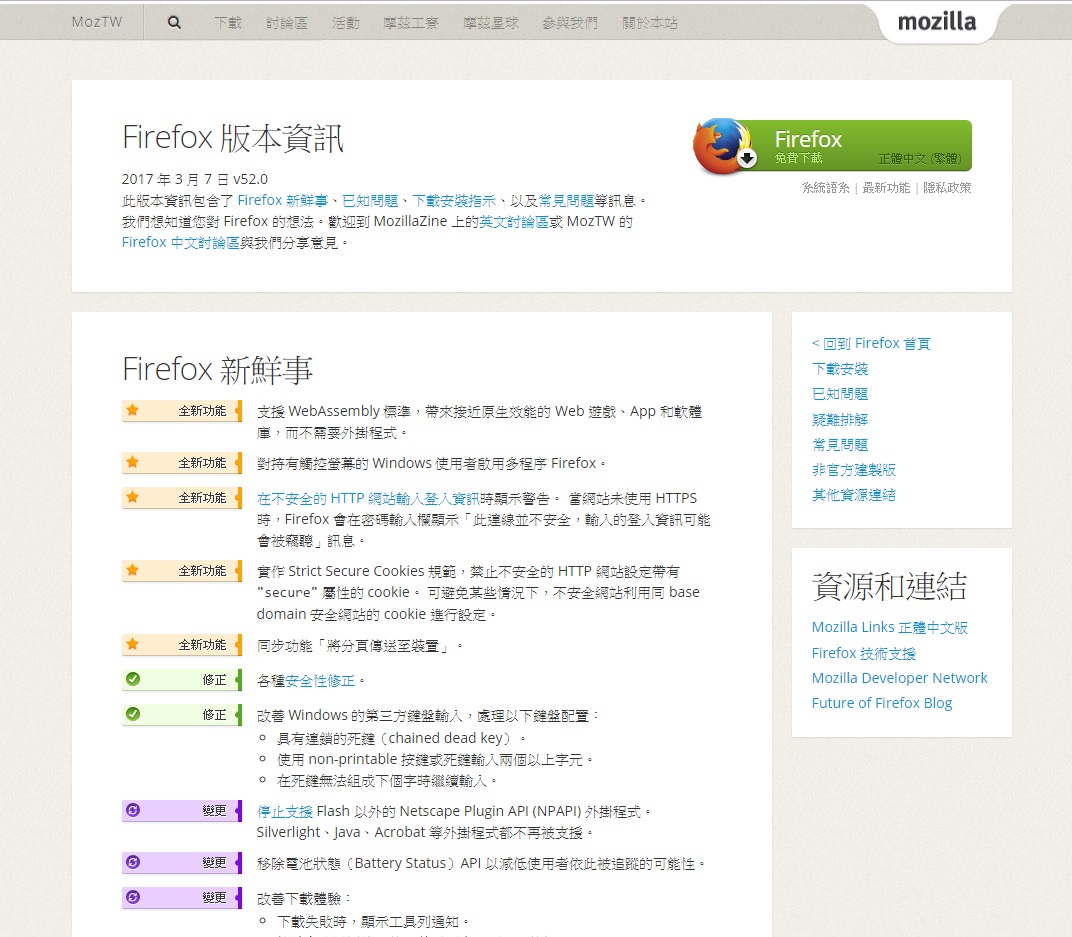 MozTW 下載 討論區 活動 摩茲工寮 摩茲星球 參與我們 關於本站 mozilla
Firefox 版本資訊
Firefox
免費下載 正體中文 (繁體)
系統語系 | 最新功能 | 隱私政策
2017 年 3 月 7 日 v52.0
此版本資訊包含了 Firefox 新鮮事、已知問題、下載安裝指示、以及常見問題等訊息。
我們想知道您對 Firefox 的想法。歡迎到 MozillaZine 上的英文討論區或 MozTW 的
Firefox 中文討論區與我們分享意見。
Firefox 新鮮事
全新功能 支援 WebAssembly 標準，帶來接近原生效能的 Web 遊戲、App 和軟體
庫，而不需要外掛程式。
全新功能 對持有觸控螢幕的 Windows 使用者啟用多程序 Firefox。
全新功能 在不安全的 HTTP 網站輸入登入資訊時顯示警告。 當網站未使用 HTTPS
時，Firefox 會在密碼輸入欄顯示「此連線並不安全，輸入的登入資訊可能
會被竊聽」訊息。
全新功能 實作 Strict Secure Cookies 規範，禁止不安全的 HTTP 網站設定帶有
"secure" 屬性的 cookie。 可避免某些情況下，不安全網站利用同 base
domain 安全網站的 cookie 進行設定。
全新功能 同步功能「將分頁傳送至裝置」。
修正 各種安全性修正。
修正 改善 Windows 的第三方鍵盤輸入，處理以下鍵盤配置：
具有連鎖的死鍵（chained dead key）。
使用 non-printable 按鍵或死鍵輸入兩個以上字元。
在死鍵無法組成下個字時繼續輸入。
變更 停止支援 Flash 以外的 Netscape Plugin API (NPAPI) 外掛程式。
Silverlight、Java、Acrobat 等外掛程式都不再被支援。
變更 移除電池狀態（Battery Status）API 以減低使用者依此被追蹤的可能性。
變更 改善下載體驗：
下載失敗時，顯示工具列通知。
< 回到 Firefox 首頁
下載安裝
已知問題
疑難排解
常見問題
非官方建製版
其他資源連結
資源和連結
Mozilla Links 正體中文版
Firefox 技術支援
Mozilla Developer Network
Future of Firefox Blog